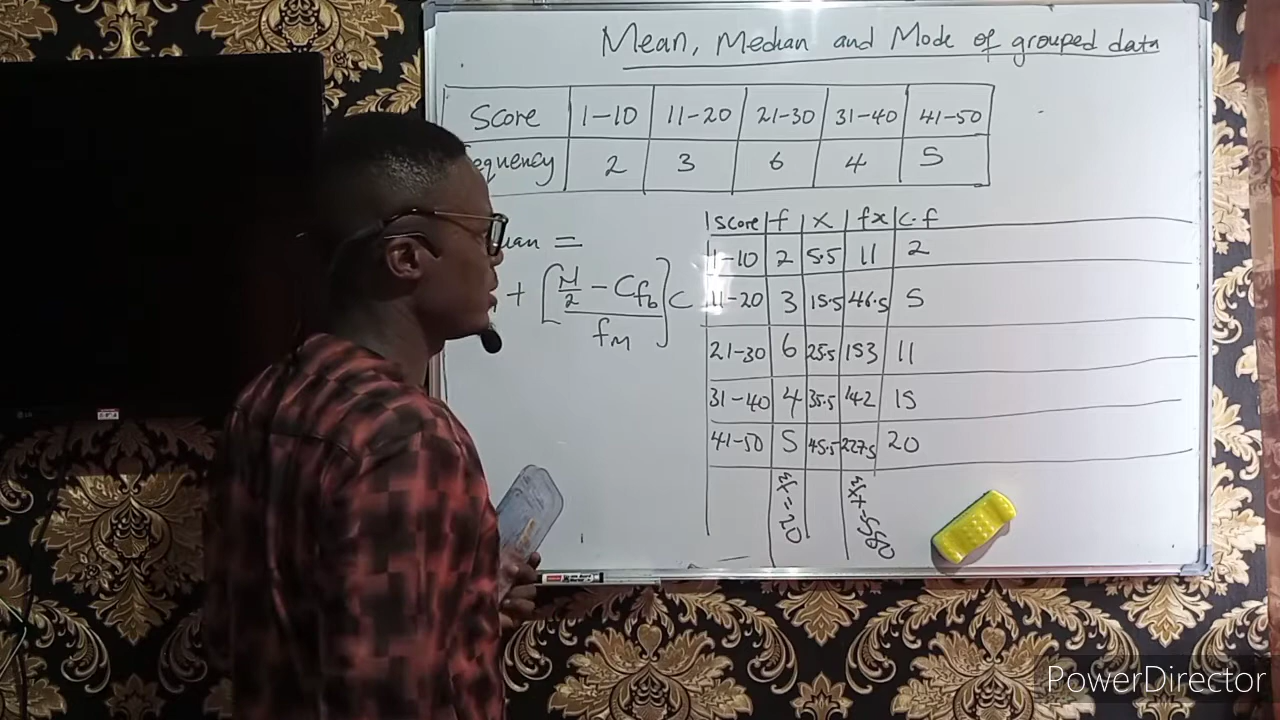 Mean, Median and Mode of grouped data
Score 1-10 11-20 21-30 31-40 41-50
equency 2 3 6 4 5
ian =
+ [N/2 - Cfb / fM] C
Score f x fx C.f
1-10 2 5.5 11 2
11-20 3 15.5 46.5 5
21-30 6 25.5 153 11
31-40 4 35.5 142 15
41-50 5 45.5 227.5 20
Σf=20 Σfx=580
PowerDirector